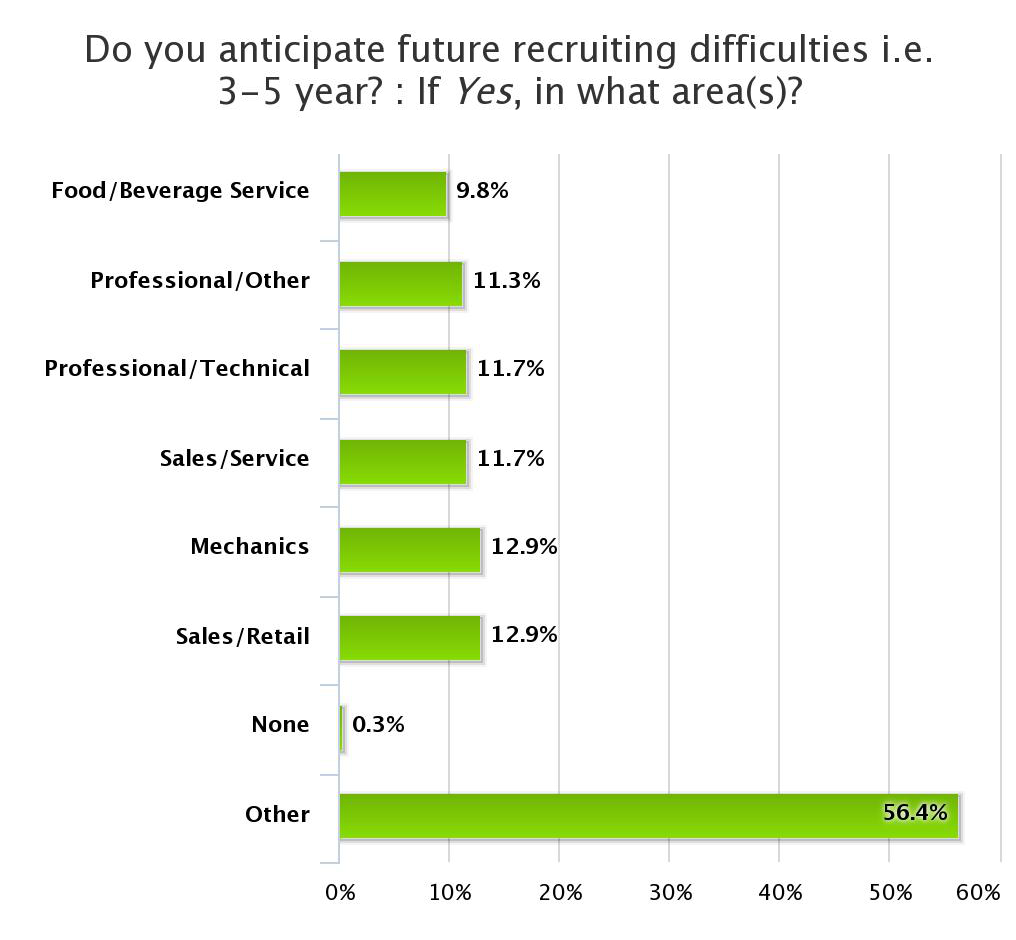 Do you anticipate future recruiting difficulties i.e.
3–5 year? : If Yes, in what area(s)?
Food/Beverage Service 9.8%
Professional/Other 11.3%
Professional/Technical 11.7%
Sales/Service 11.7%
Mechanics 12.9%
Sales/Retail 12.9%
None 0.3%
Other 56.4%
0% 10% 20% 30% 40% 50% 60%